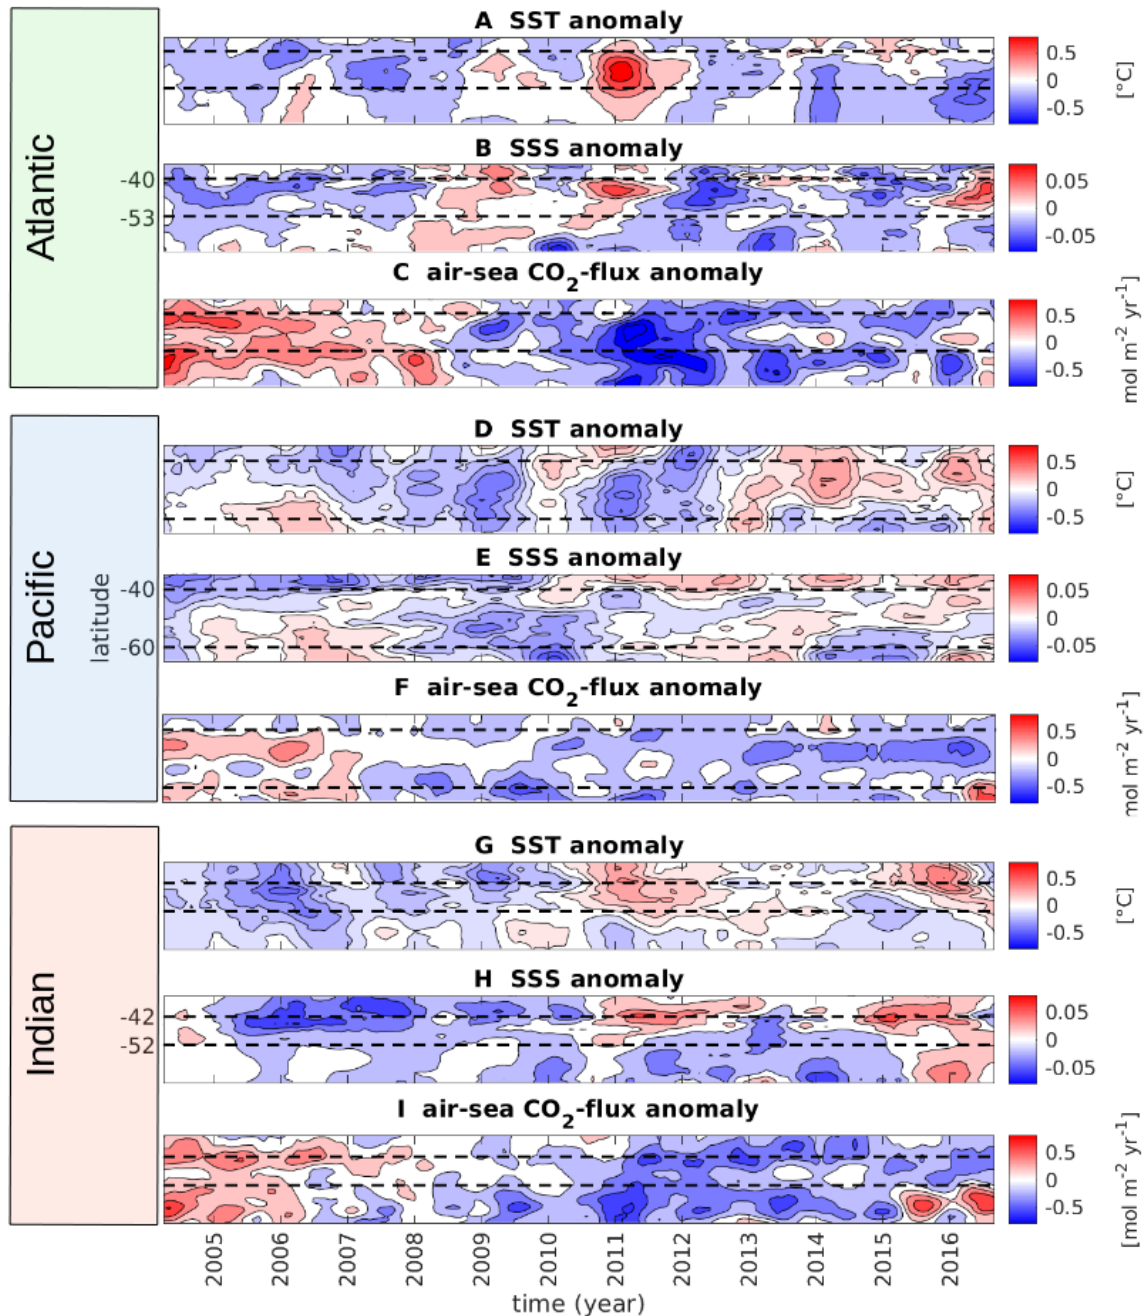 Atlantic
A SST anomaly
0.5
0
-0.5
[°C]
B SSS anomaly
-40
-53
0.05
0
-0.05
C air-sea CO2-flux anomaly
0.5
0
-0.5
mol m-2 yr-1]
Pacific
latitude
D SST anomaly
0.5
0
-0.5
[°C]
E SSS anomaly
-40
-60
0.05
0
-0.05
F air-sea CO2-flux anomaly
0.5
0
-0.5
mol m-2 yr-1]
Indian
G SST anomaly
0.5
0
-0.5
[°C]
H SSS anomaly
-42
-52
0.05
0
-0.05
I air-sea CO2-flux anomaly
0.5
0
-0.5
[mol m-2 yr-1]
2005 2006 2007 2008 2009 2010 2011 2012 2013 2014 2015 2016
time (year)